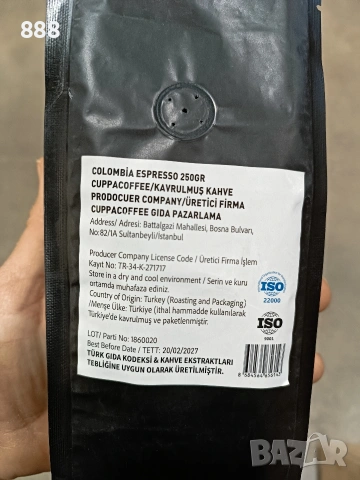 888
COLOMBİA ESPRESSO 250GR
CUPPACOFFEE/KAVRULMUŞ KAHVE
PRODOCUER COMPANY/ÜRETİCİ FİRMA
CUPPACOFFEE GIDA PAZARLAMA
Address/ Adresi: Battalgazi Mahallesi, Bosna Bulvarı,
No:82/1A Sultanbeyli/İstanbul
Producer Company License Code / Üretici Firma İşlem
Kayıt No: TR-34-K-271717
Store in a dry and cool environment / Serin ve kuru
ortamda muhafaza ediniz.
Country of Origin: Turkey (Roasting and Packaging)
/Menşe Ülke: Türkiye (ithal hammadde kullanılarak
Türkiye'de kavrulmuş ve paketlenmiştir.
ISO
22000
ISO
9001
LOT/ Parti No: 1860020
Best Before Date / TETT: 20/02/2027
TÜRK GIDA KODEKSİ & KAHVE EKSTRAKTLARI
TEBLİĞİNE UYGUN OLARAK ÜRETİLMİŞTİR.
BAZAR